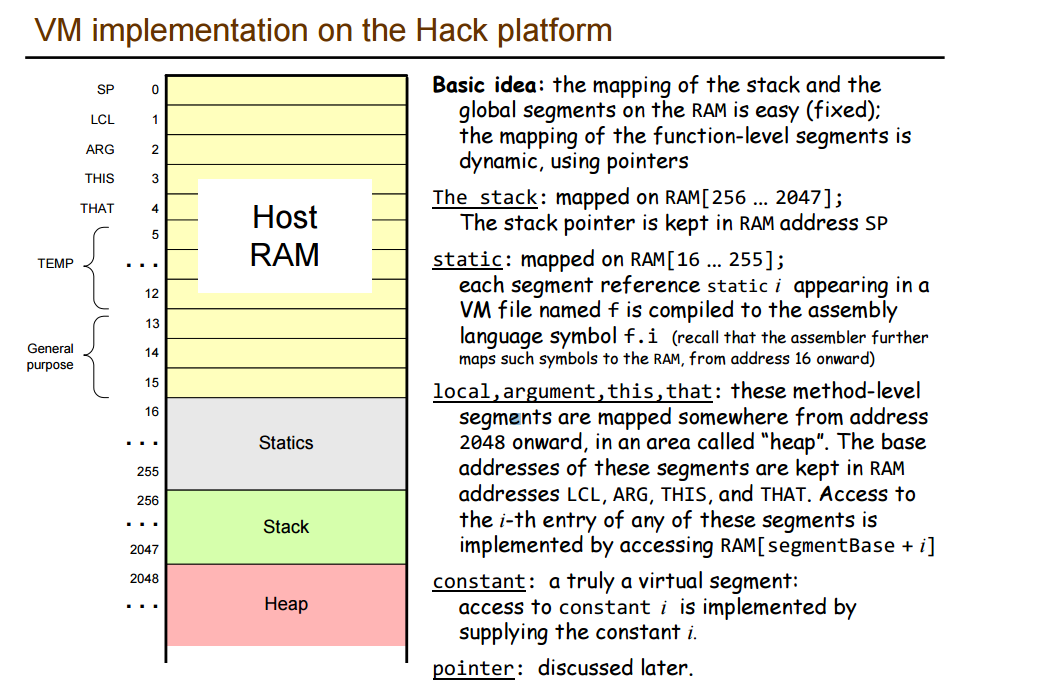 VM implementation on the Hack platform
SP 0
LCL 1
ARG 2
THIS 3
THAT 4
5
TEMP ...
12
13
General purpose 14
15
16
...
255
256
...
2047
2048
...
Host
RAM
Statics
Stack
Heap
Basic idea: the mapping of the stack and the
global segments on the RAM is easy (fixed);
the mapping of the function-level segments is
dynamic, using pointers
The stack: mapped on RAM[256 ... 2047];
The stack pointer is kept in RAM address SP
static: mapped on RAM[16 ... 255];
each segment reference static i appearing in a
VM file named f is compiled to the assembly
language symbol f.i (recall that the assembler further
maps such symbols to the RAM, from address 16 onward)
local,argument,this,that: these method-level
segments are mapped somewhere from address
2048 onward, in an area called “heap”. The base
addresses of these segments are kept in RAM
addresses LCL, ARG, THIS, and THAT. Access to
the i-th entry of any of these segments is
implemented by accessing RAM[segmentBase + i]
constant: a truly a virtual segment:
access to constant i is implemented by
supplying the constant i.
pointer: discussed later.